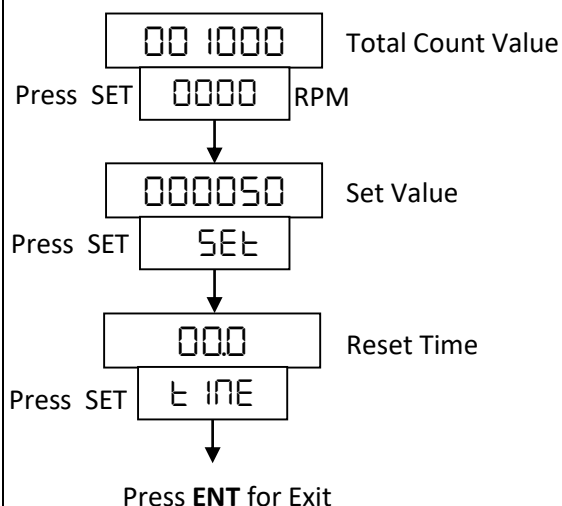 001000 Total Count Value
Press SET 0000 RPM
000050 Set Value
Press SET SEt
00.0 Reset Time
Press SET tINE
Press ENT for Exit